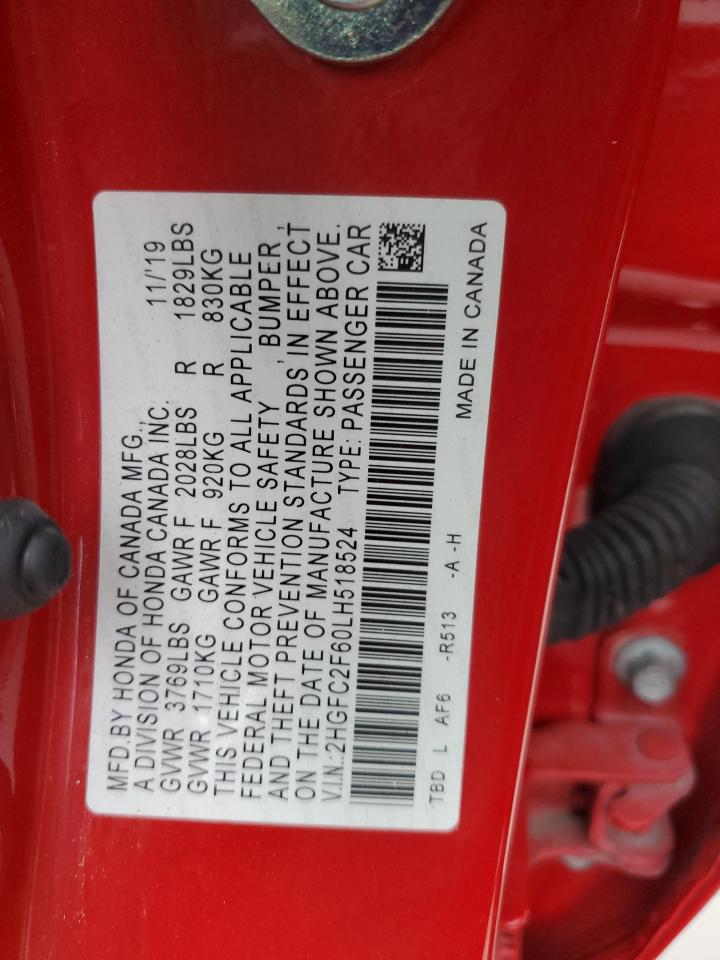 MFD.BY HONDA OF CANADA MFG.,
A DIVISION OF HONDA CANADA INC. 11/'19
GVWR 3769LBS GAWR F 2028LBS R 1829LBS
GVWR 1710KG GAWR F 920KG R 830KG
THIS VEHICLE CONFORMS TO ALL APPLICABLE
FEDERAL MOTOR VEHICLE SAFETY , BUMPER ,
AND THEFT PREVENTION STANDARDS IN EFFECT
ON THE DATE OF MANUFACTURE SHOWN ABOVE.
V.I.N.:2HGFC2F60LH518524 TYPE: PASSENGER CAR
TBD L AF6 -R513 -A -H MADE IN CANADA